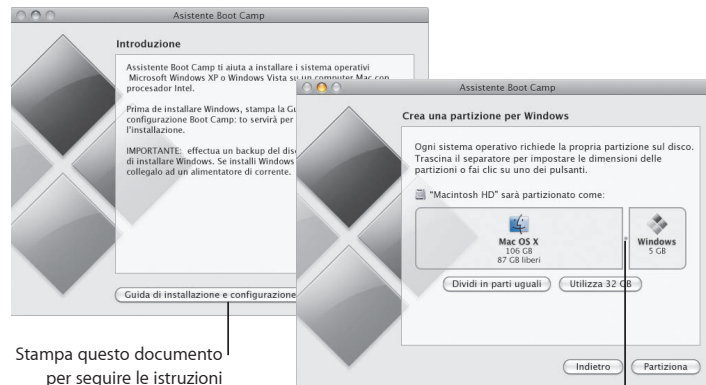 Asistente Boot Camp
Introduzione
Assistente Boot Camp ti aiuta a installare i sistema operativi
Microsoft Windows XP o Windows Vista su un computer Mac con
procesador Intel.
Prima de installare Windows, stampa la Gu
configurazione Boot Camp: to servirà per
l'installazione.
IMPORTANTE: effectua un backup del dis
di installare Windows. Se installi Windows
collegalo ad un alimentatore di corrente.
Guida di installazione e configurazione
Stampa questo documento
per seguire le istruzioni
Asistente Boot Camp
Crea una partizione per Windows
Ogni sistema operativo richiede la propria partizione sul disco.
Trascina il separatore per impostare le dimensioni delle
partizioni o fai clic su uno dei pulsanti.
"Macintosh HD" sarà partizionato come:
Mac OS X
106 GB
87 GB liberi
Windows
5 GB
Dividi in parti uguali
Utilizza 32 GB
Indietro
Partiziona